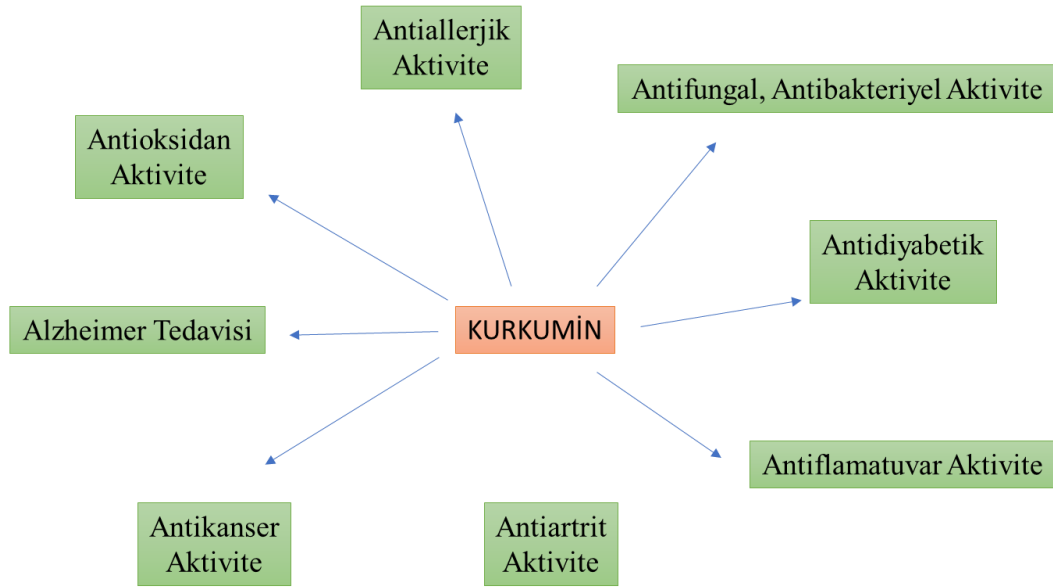 Antiallerjik
Aktivite
Antifungal, Antibakteriyel Aktivite
Antioksidan
Aktivite
Antidiyabetik
Aktivite
Alzheimer Tedavisi
KURKUMİN
Antiflamatuvar Aktivite
Antikanser
Aktivite
Antiartrit
Aktivite